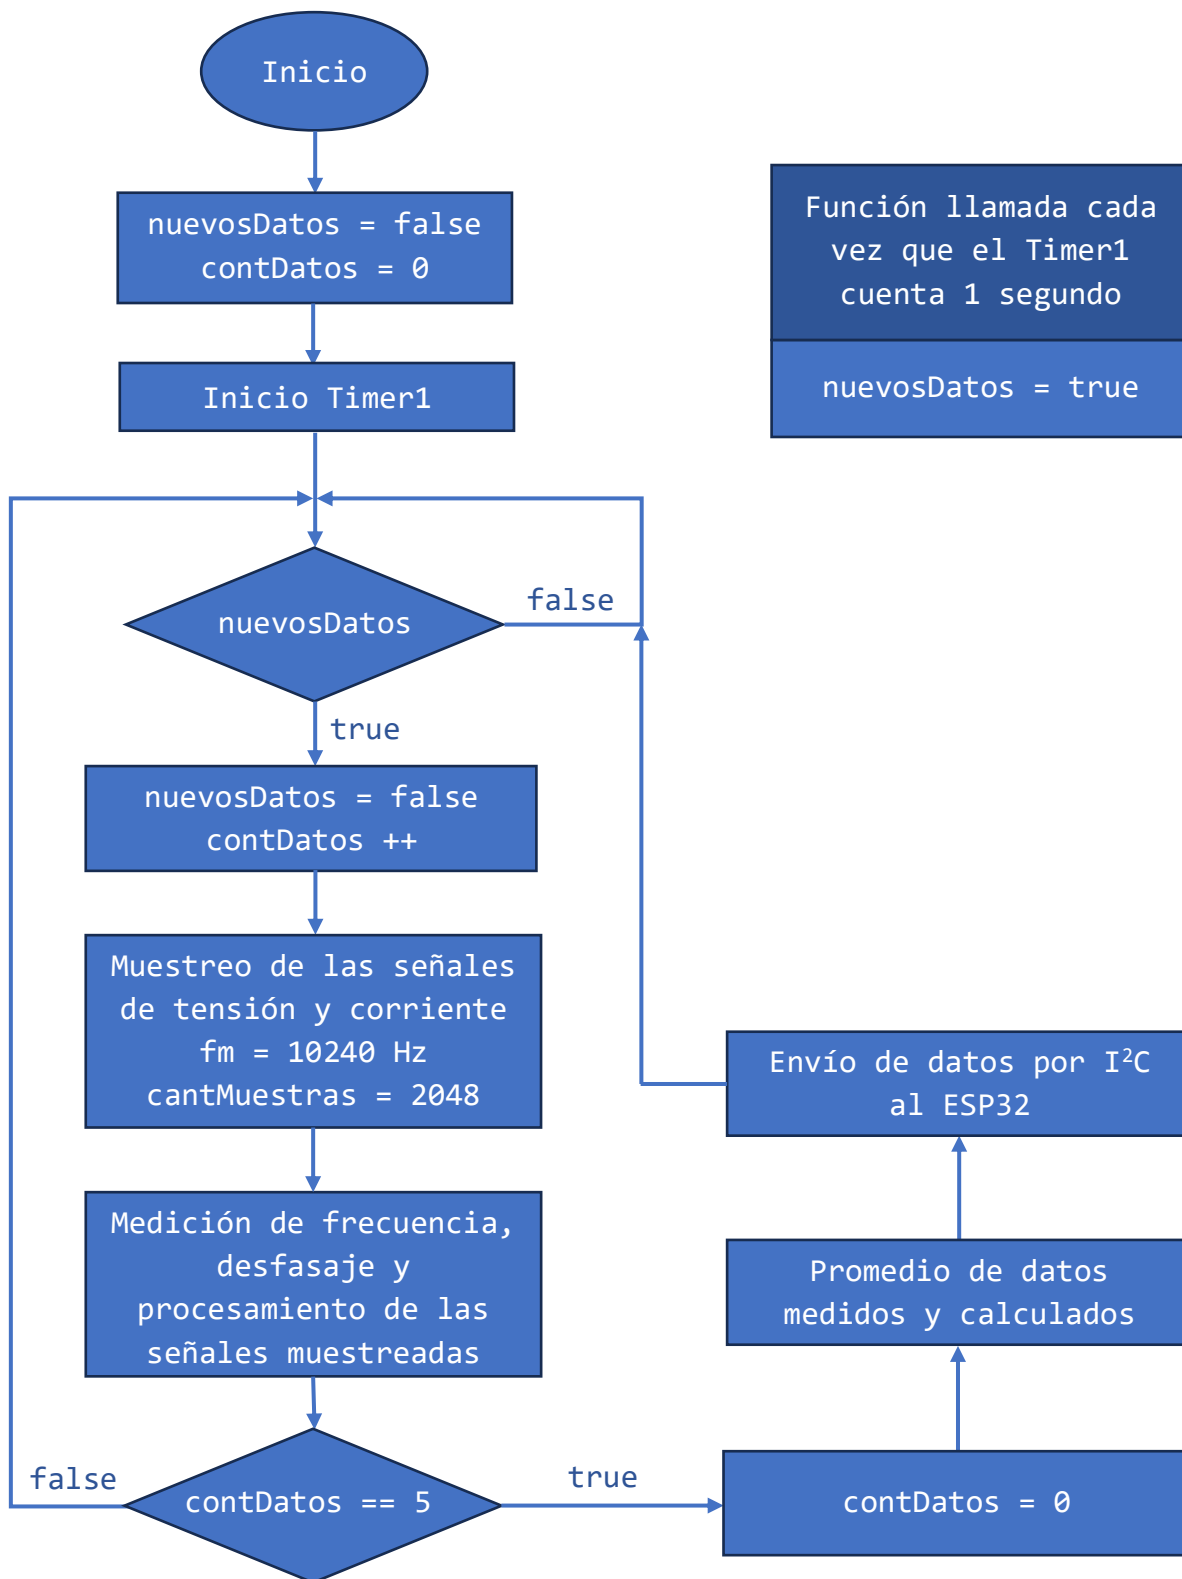 Inicio
nuevosDatos = false
contDatos = 0
Inicio Timer1
Función llamada cada
vez que el Timer1
cuenta 1 segundo
nuevosDatos = true
nuevosDatos
false
true
nuevosDatos = false
contDatos ++
Muestreo de las señales
de tensión y corriente
fm = 10240 Hz
cantMuestras = 2048
Medición de frecuencia,
desfasaje y
procesamiento de las
señales muestreadas
contDatos == 5
false
true
contDatos = 0
Promedio de datos
medidos y calculados
Envío de datos por I²C
al ESP32